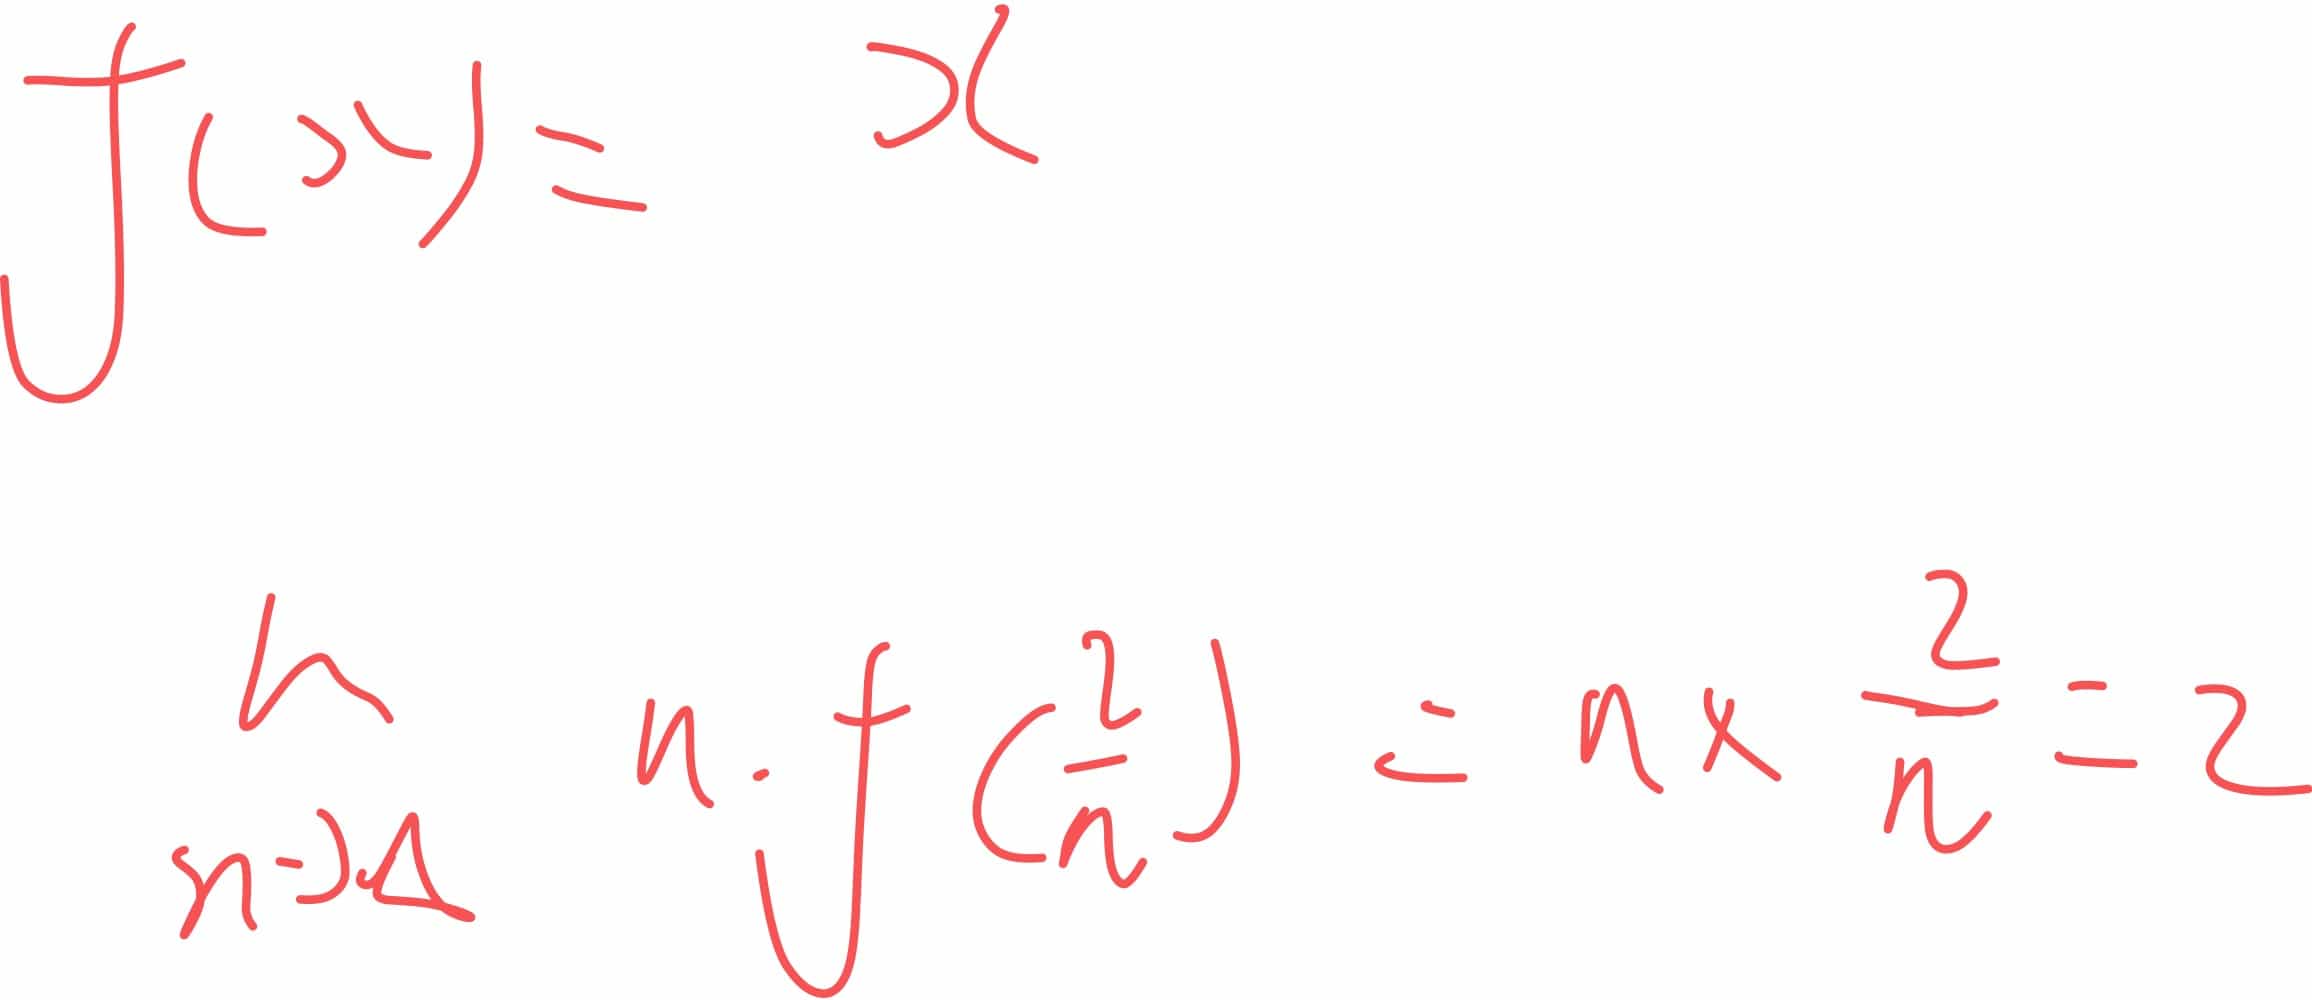 f(x) = x
lim n→∞ n · f(2/n) = n × 2/n = 2